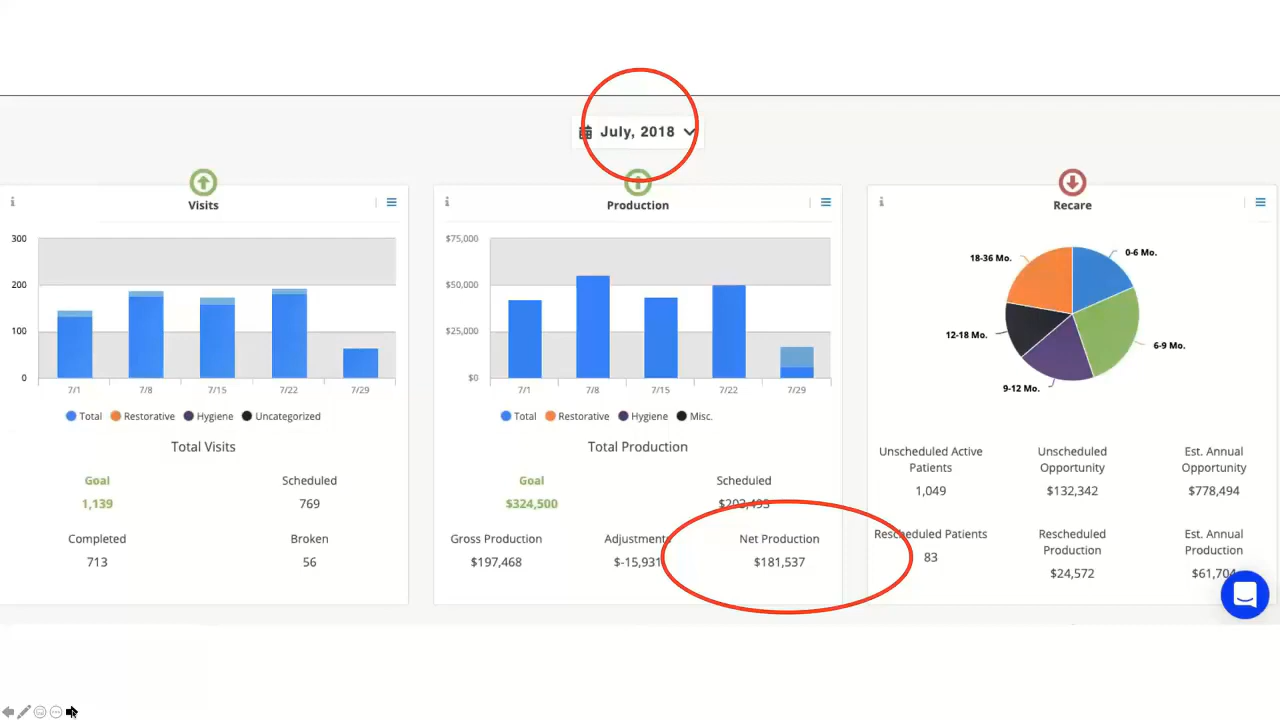 July, 2018
Visits
300
200
100
0
7/1
7/8
7/15
7/22
7/29
Total Restorative Hygiene Uncategorized
Total Visits
Goal
1,139
Scheduled
769
Completed
713
Broken
56
Production
$75,000
$50,000
$25,000
$0
7/1
7/8
7/15
7/22
7/29
Total Restorative Hygiene Misc.
Total Production
Goal
$324,500
Scheduled
Gross Production
$197,468
Adjustments
$-15,931
Net Production
$181,537
Recare
18-36 Mo.
0-6 Mo.
12-18 Mo.
6-9 Mo.
9-12 Mo.
Unscheduled Active
Patients
1,049
Unscheduled
Opportunity
$132,342
Est. Annual
Opportunity
$778,494
Rescheduled Patients
83
Rescheduled
Production
$24,572
Est. Annual
Production